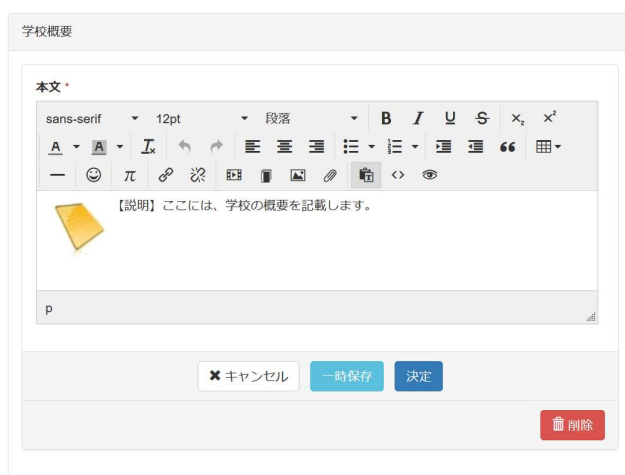 学校概要
本文 *
sans-serif 12pt 段落 B I U S x₂ x²
A A Tx
π
【説明】ここには、学校の概要を記載します。
p
キャンセル 一時保存 決定
削除